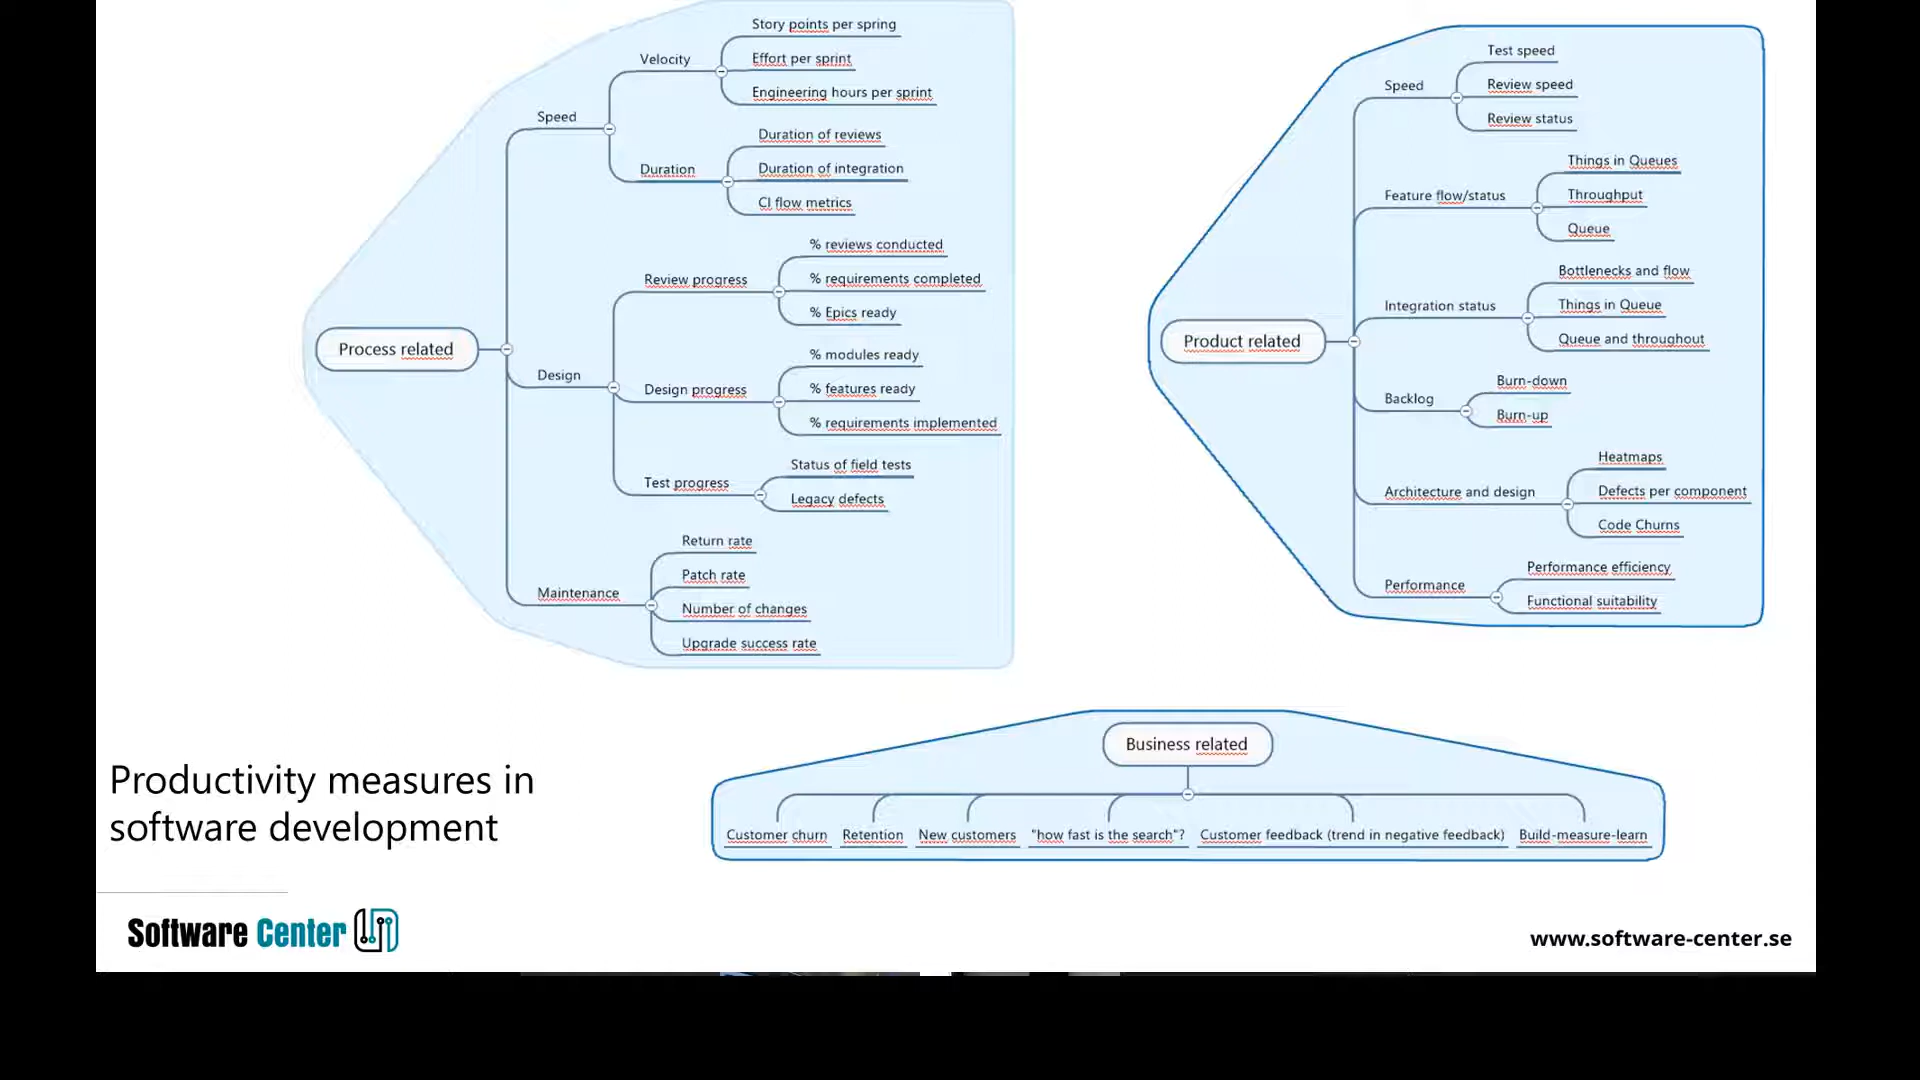 Process related
Speed
Velocity
Story points per spring
Effort per sprint
Engineering hours per sprint
Duration
Duration of reviews
Duration of integration
CI flow metrics
Design
Review progress
% reviews conducted
% requirements completed
% Epics ready
Design progress
% modules ready
% features ready
% requirements implemented
Test progress
Status of field tests
Legacy defects
Maintenance
Return rate
Patch rate
Number of changes
Upgrade success rate
Product related
Speed
Test speed
Review speed
Review status
Feature flow/status
Things in Queues
Throughput
Queue
Integration status
Bottlenecks and flow
Things in Queue
Queue and throughout
Backlog
Burn-down
Burn-up
Architecture and design
Heatmaps
Defects per component
Code Churns
Performance
Performance efficiency
Functional suitability
Business related
Customer churn
Retention
New customers
"how fast is the search"?
Customer feedback (trend in negative feedback)
Build-measure-learn
Productivity measures in
software development
Software Center
www.software-center.se